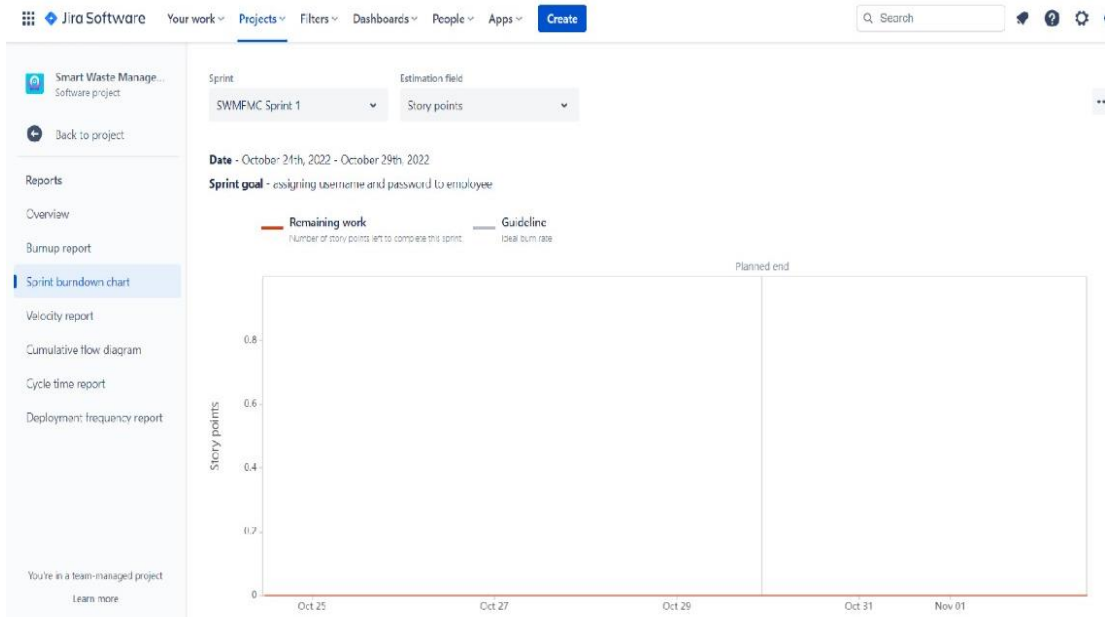 Jira Software Your work Projects Filters Dashboards People Apps Create Search
Smart Waste Manage...
Software project
Back to project
Reports
Overview
Burnup report
Sprint burndown chart
Velocity report
Cumulative flow diagram
Cycle time report
Deployment frequency report
You're in a team-managed project
Learn more
Sprint Estimation field
SWMFMC Sprint 1 Story points
Date - October 24th, 2022 - October 29th, 2022
Sprint goal - assigning username and password to employee
Remaining work Guideline
Number of story points left to complete this sprint Ideal burn rate
Planned end
0.8
0.6
0.4
0.2
0
Story points
Oct 25 Oct 27 Oct 29 Oct 31 Nov 01